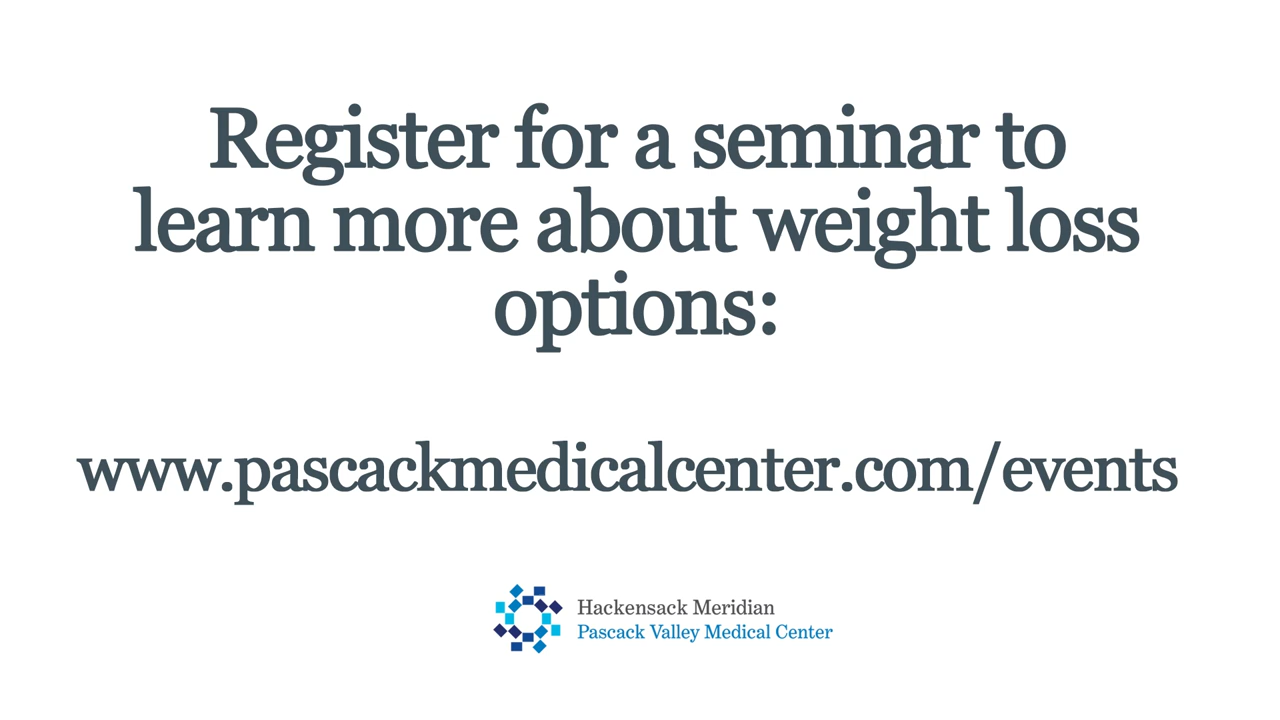 Register for a seminar to
learn more about weight loss
options:
www.pascackmedicalcenter.com/events
Hackensack Meridian
Pascack Valley Medical Center